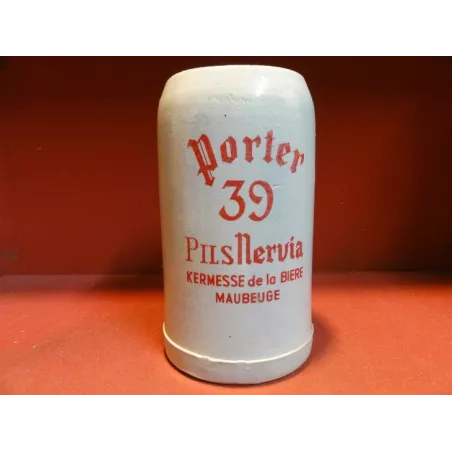 Porter
39
PILSNervia
KERMESSE de la BIERE
MAUBEUGE